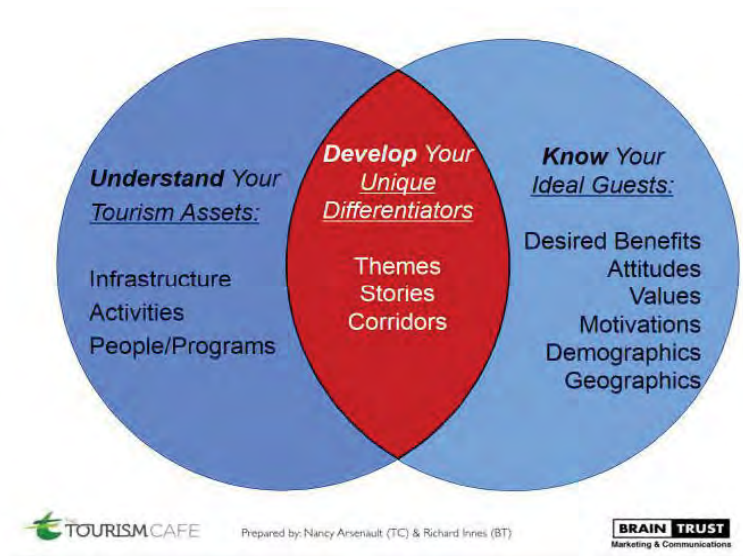 Understand Your
Tourism Assets:
Infrastructure
Activities
People/Programs
Develop Your
Unique
Differentiators
Themes
Stories
Corridors
Know Your
Ideal Guests:
Desired Benefits
Attitudes
Values
Motivations
Demographics
Geographics
THE
TOURISM CAFE
Prepared by: Nancy Arsenault (TC) & Richard Innes (BT)
BRAIN TRUST
Marketing & Communications